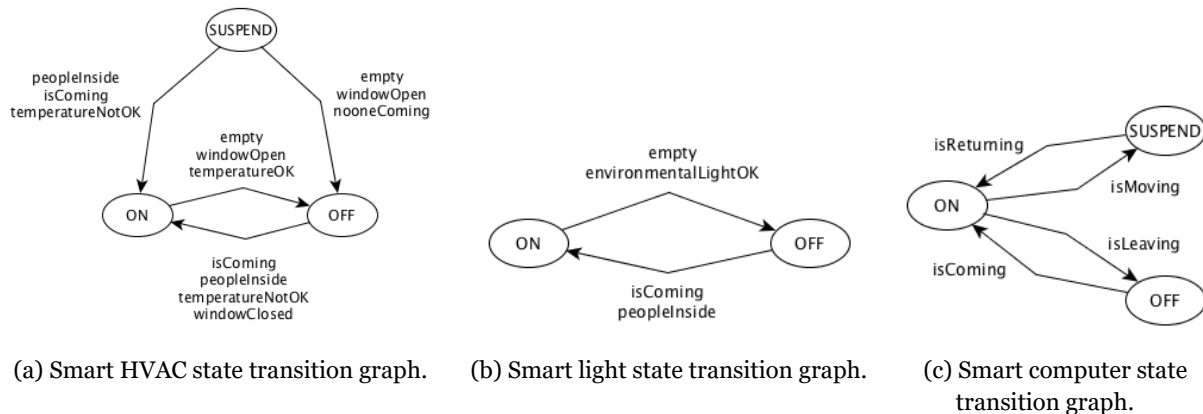 SUSPEND
peopleInside
isComing
temperatureNotOK
empty
windowOpen
nooneComing
empty
windowOpen
temperatureOK
ON
OFF
isComing
peopleInside
temperatureNotOK
windowClosed
(a) Smart HVAC state transition graph.
empty
environmentalLightOK
ON
OFF
isComing
peopleInside
(b) Smart light state transition graph.
SUSPEND
isReturning
isMoving
ON
isLeaving
isComing
OFF
(c) Smart computer state
transition graph.